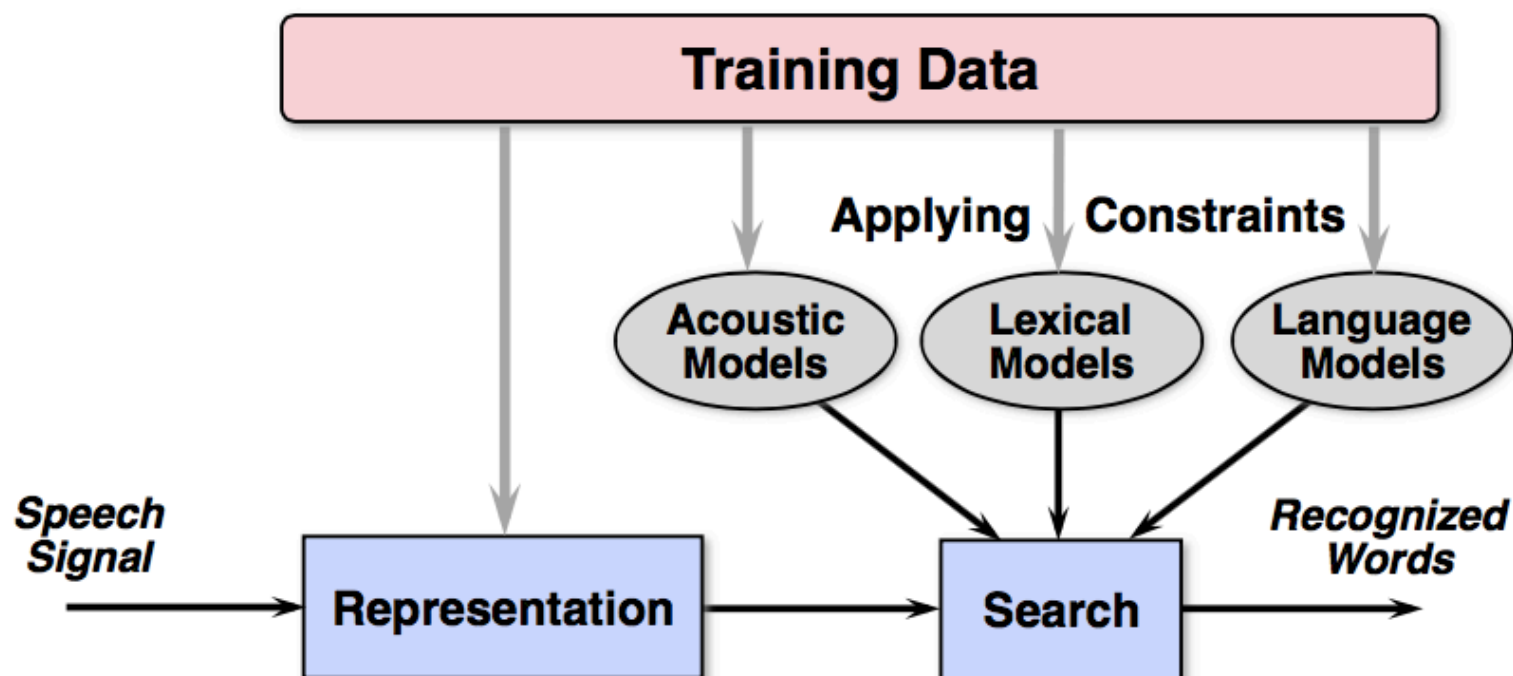 Training Data
Applying Constraints
Acoustic
Models
Lexical
Models
Language
Models
Speech
Signal
Representation
Search
Recognized
Words